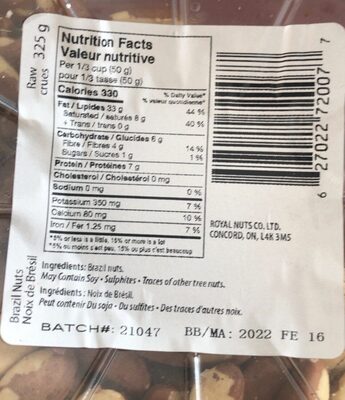 Brazil Nuts Raw 325 g
Noix de Brésil crues
Nutrition Facts
Valeur nutritive
Per 1/3 cup (50 g)
pour 1/3 tasse (50 g)
Calories 330
% Daily Value*
% valeur quotidienne*
Fat / Lipides 33 g 44 %
Saturated / saturés 8 g
+ Trans / trans 0 g 40 %
Carbohydrate / Glucides 6 g
Fibre / Fibres 4 g 14 %
Sugars / Sucres 1 g 1 %
Protein / Protéines 7 g
Cholesterol / Cholestérol 0 mg
Sodium 0 mg 0 %
Potassium 350 mg 7 %
Calcium 80 mg 10 %
Iron / Fer 1.25 mg 7 %
*5% or less is a little, 15% or more is a lot
*5% ou moins c'est peu, 15% ou plus c'est beaucoup
6 27022 72007 7
ROYAL NUTS CO. LTD.
CONCORD, ON, L4K 3M5
Ingredients: Brazil nuts.
May Contain Soy • Sulphites • Traces of other tree nuts.
Ingrédients : Noix de Brésil.
Peut contenir Du soja - Du sulfites - Des traces d'autres noix.
BATCH#: 21047 BB/MA: 2022 FE 16